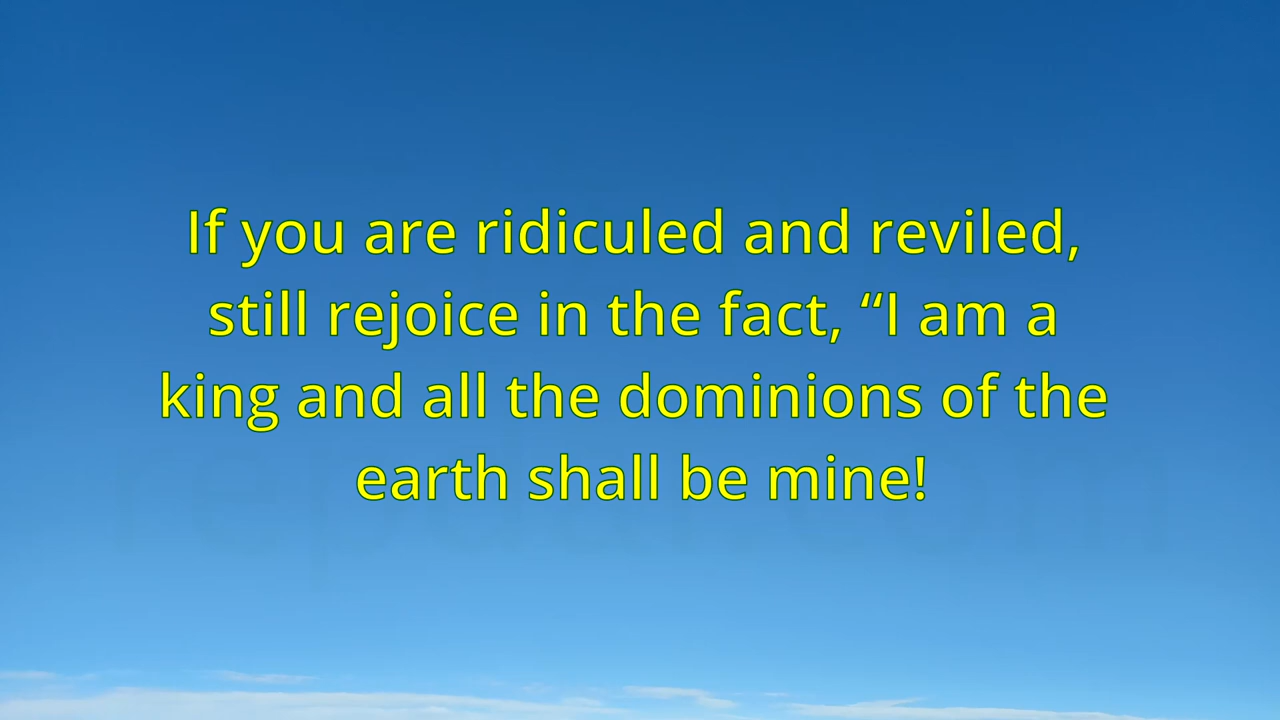 If you are ridiculed and reviled,
still rejoice in the fact, “I am a
king and all the dominions of the
earth shall be mine!